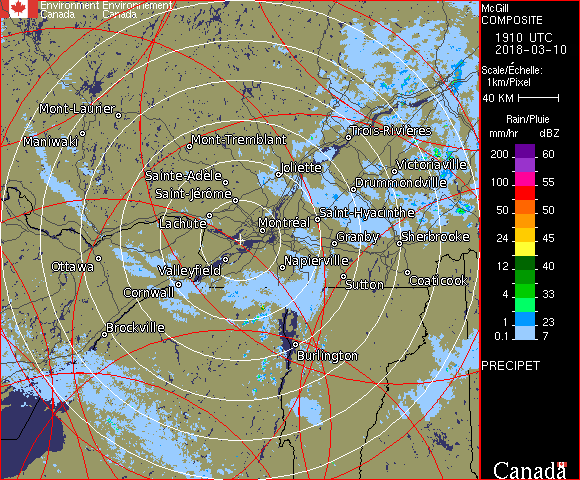 Environment Environnement
Canada Canada
McGill
COMPOSITE
1910 UTC
2018-03-10
Scale/Échelle:
1km/Pixel
40 KM
Rain/Pluie
mm/hr dBZ
200 60
100 55
50 50
24 45
12 40
4 33
1 23
0.1 7
PRECIPET
Canada
Mont-Laurier
Maniwaki
Mont-Tremblant
Trois-Rivières
Sainte-Adèle
Joliette
Victoriaville
Saint-Jérôme
Drummondville
Lachute
Montréal
Saint-Hyacinthe
Granby
Sherbrooke
Ottawa
Valleyfield
Napierville
Cornwall
Sutton
Coaticook
Brockville
Burlington